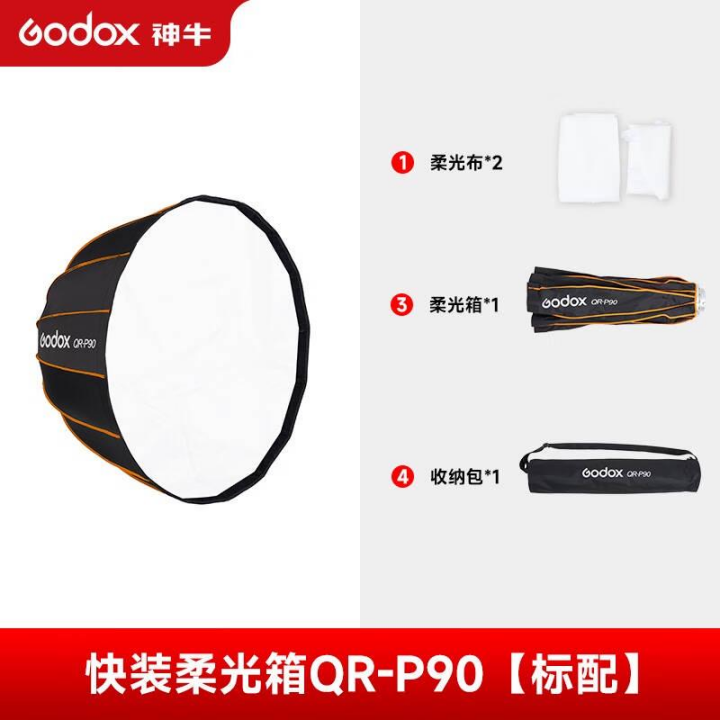 Godox 神牛
1 柔光布*2
Godox QR-P90
3 柔光箱*1
Godox QR-P90
4 收纳包*1
Godox QR-P90
快装柔光箱QR-P90【标配】